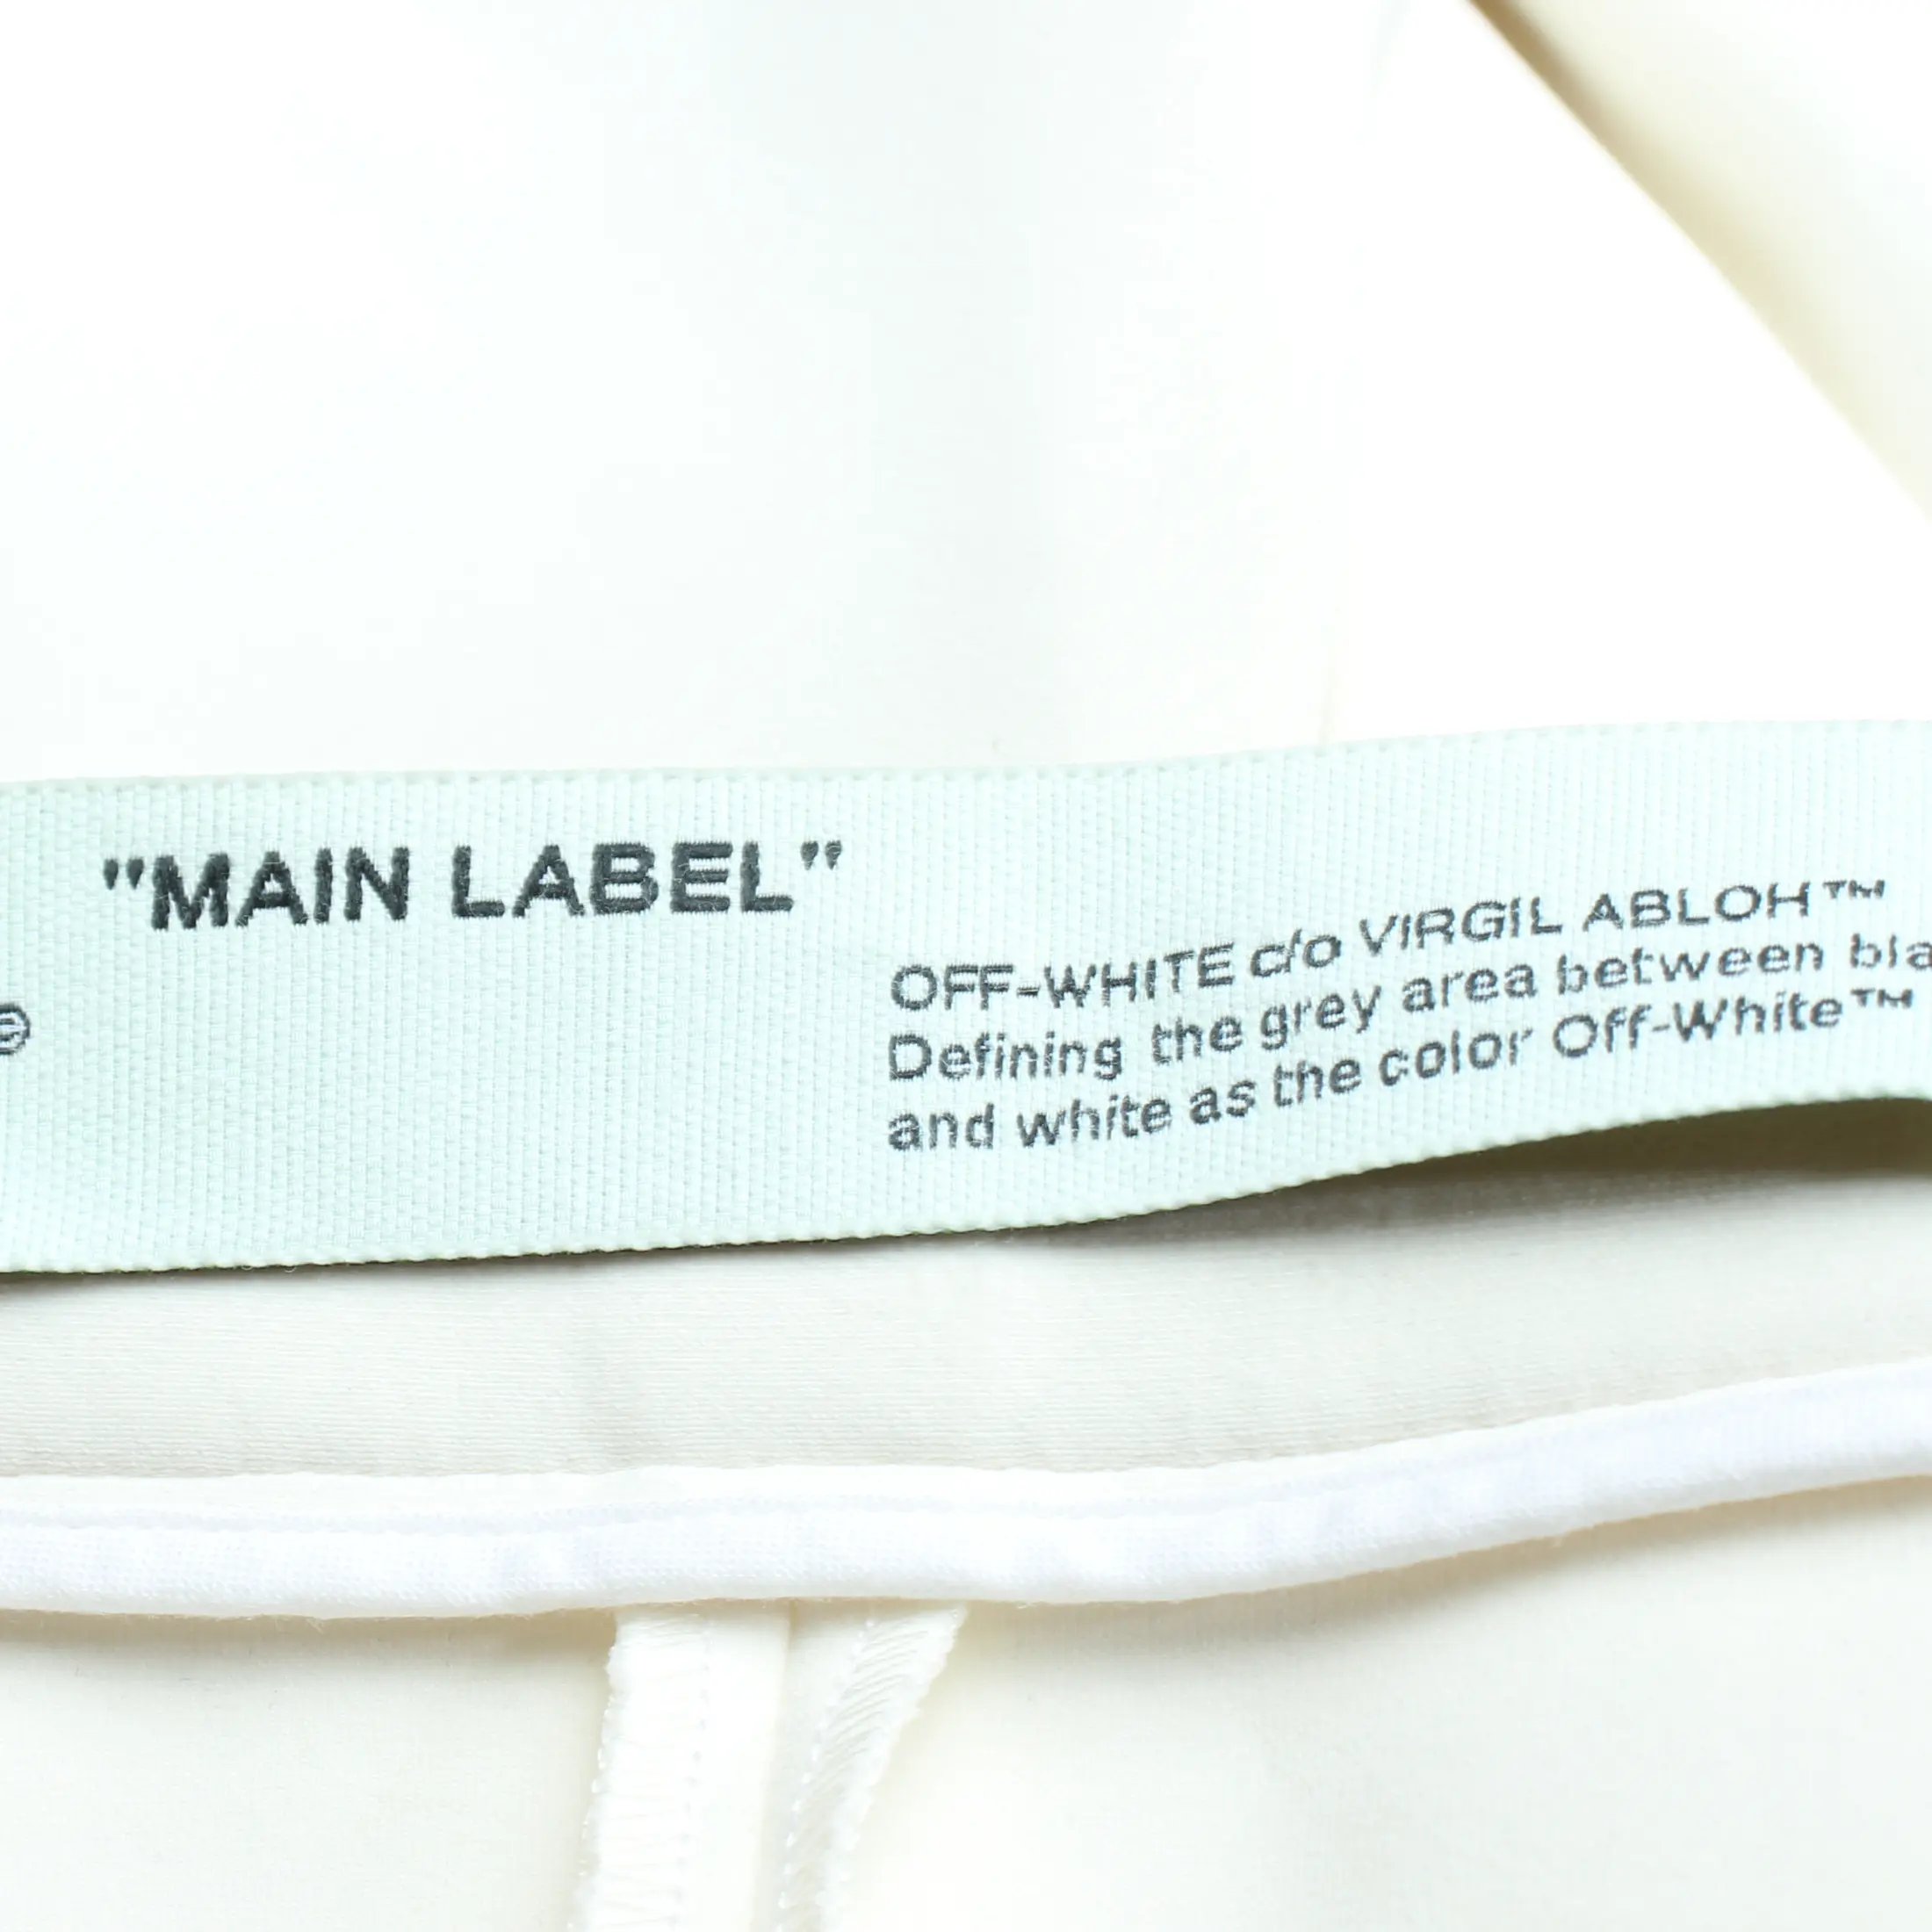 "MAIN LABEL"
OFF-WHITE c/o VIRGIL ABLOH™
Defining the grey area between
and white as the color Off-White™